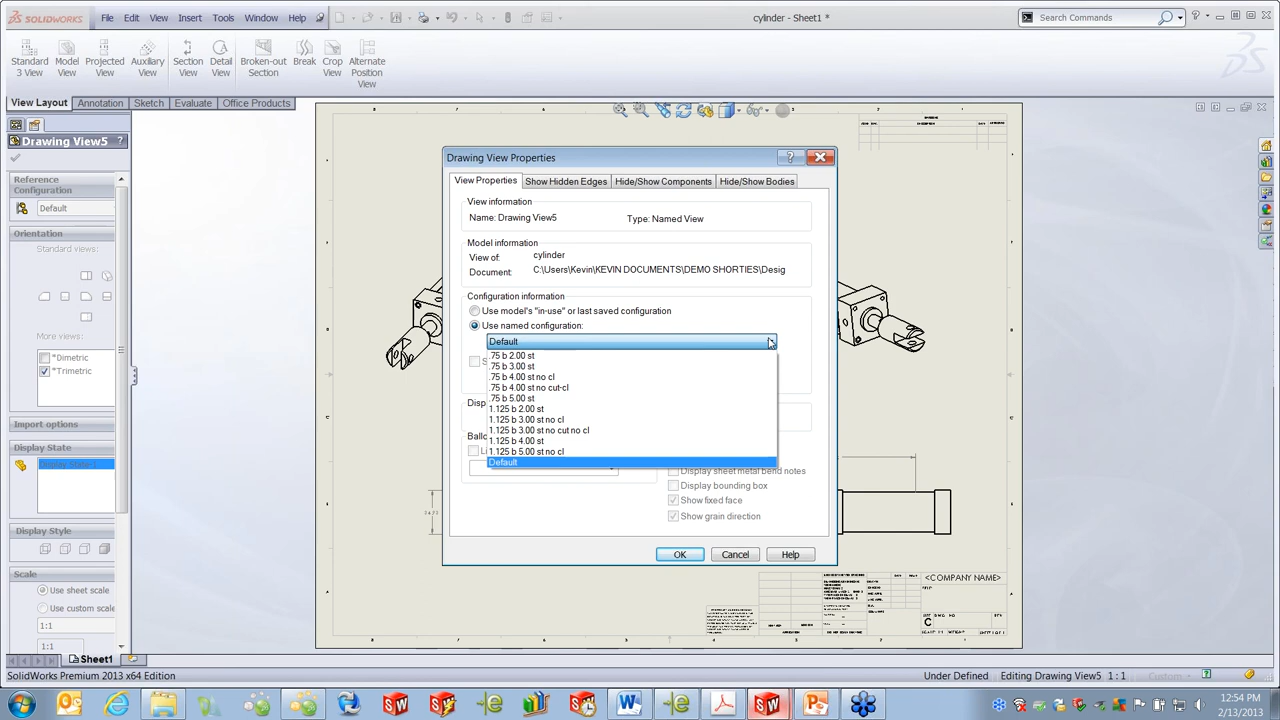 SOLIDWORKS File Edit View Insert Tools Window Help cylinder - Sheet1 * Search Commands
Standard 3 View
Model View
Projected View
Auxiliary View
Section View
Detail View
Broken-out Section
Break
Crop View
Alternate Position View
View Layout Annotation Sketch Evaluate Office Products
Drawing View5 ?
Reference Configuration
Default
Orientation
Standard views:
More views:
*Dimetric
*Trimetric
Import options
Display State
Display State-1
Display Style
Scale
Use sheet scale
Use custom scale
1:1
1:1
Drawing View Properties
View Properties Show Hidden Edges Hide/Show Components Hide/Show Bodies
View information
Name: Drawing View5 Type: Named View
Model information
View of: cylinder
Document: C:\Users\Kevin\KEVIN DOCUMENTS\DEMO SHORTIES\Desig
Configuration information
Use model's "in-use" or last saved configuration
Use named configuration:
Default
.75 b 2.00 st
.75 b 3.00 st
.75 b 4.00 st no cl
.75 b 4.00 st no cut-cl
.75 b 5.00 st
1.125 b 2.00 st
1.125 b 3.00 st no cl
1.125 b 3.00 st no cut no cl
1.125 b 4.00 st
1.125 b 5.00 st no cl
Default
Display sheet metal bend notes
Display bounding box
Show fixed face
Show grain direction
OK Cancel Help
<COMPANY NAME>
C
Sheet1
SolidWorks Premium 2013 x64 Edition Under Defined Editing Drawing View5 1 : 1 Custom
12:54 PM
2/13/2013